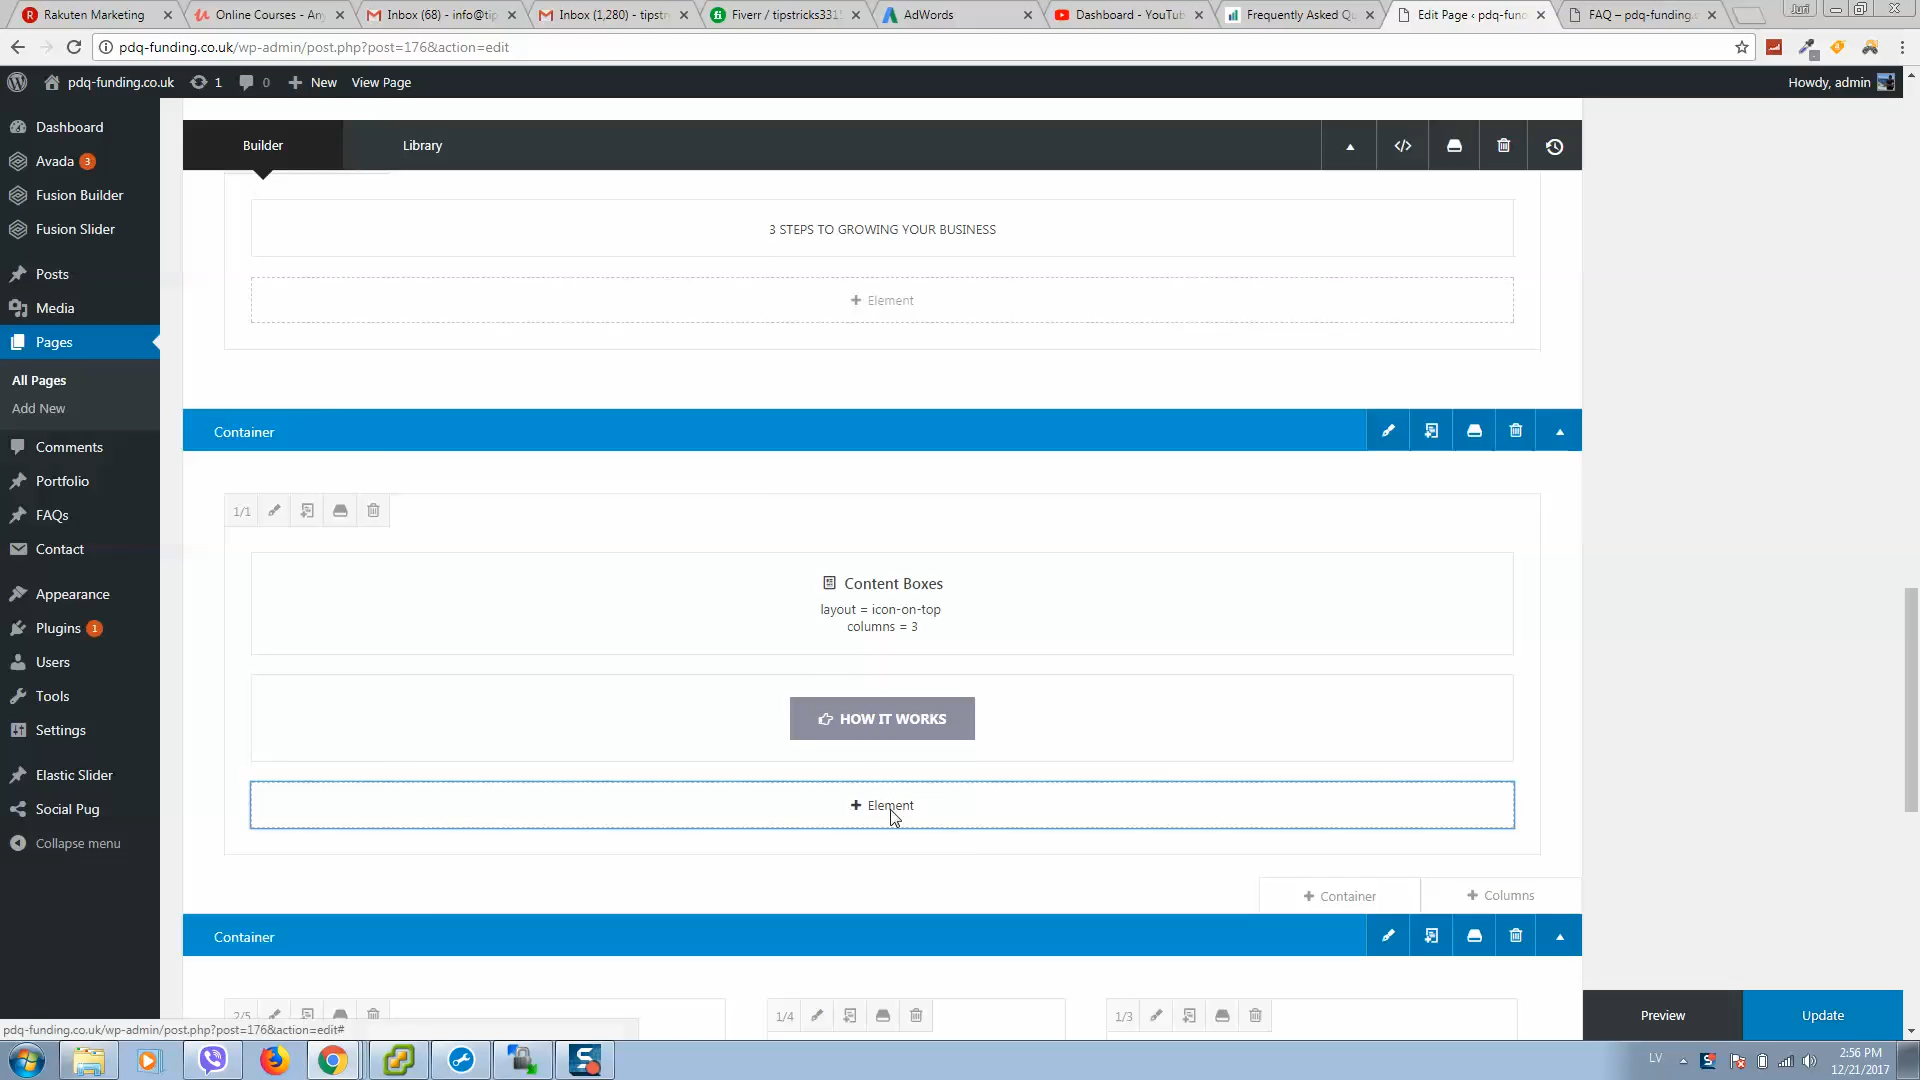 Rakuten Marketing
Online Courses - Any
Inbox (68) - info@tip
Inbox (1,280) - tipstri
Fiverr / tipstricks331
AdWords
Dashboard - YouTub
Frequently Asked Qu
Edit Page ‹ pdq-fund
FAQ – pdq-funding.
Juri
pdq-funding.co.uk/wp-admin/post.php?post=176&action=edit
pdq-funding.co.uk
1
0
New
View Page
Howdy, admin
Dashboard
Avada 3
Fusion Builder
Fusion Slider
Posts
Media
Pages
All Pages
Add New
Comments
Portfolio
FAQs
Contact
Appearance
Plugins 1
Users
Tools
Settings
Elastic Slider
Social Pug
Collapse menu
Builder
Library
3 STEPS TO GROWING YOUR BUSINESS
+ Element
Container
1/1
Content Boxes
layout = icon-on-top
columns = 3
HOW IT WORKS
+ Element
+ Container
+ Columns
Container
2/5
1/4
1/3
Preview
Update
pdq-funding.co.uk/wp-admin/post.php?post=176&action=edit#
LV
2:56 PM
12/21/2017